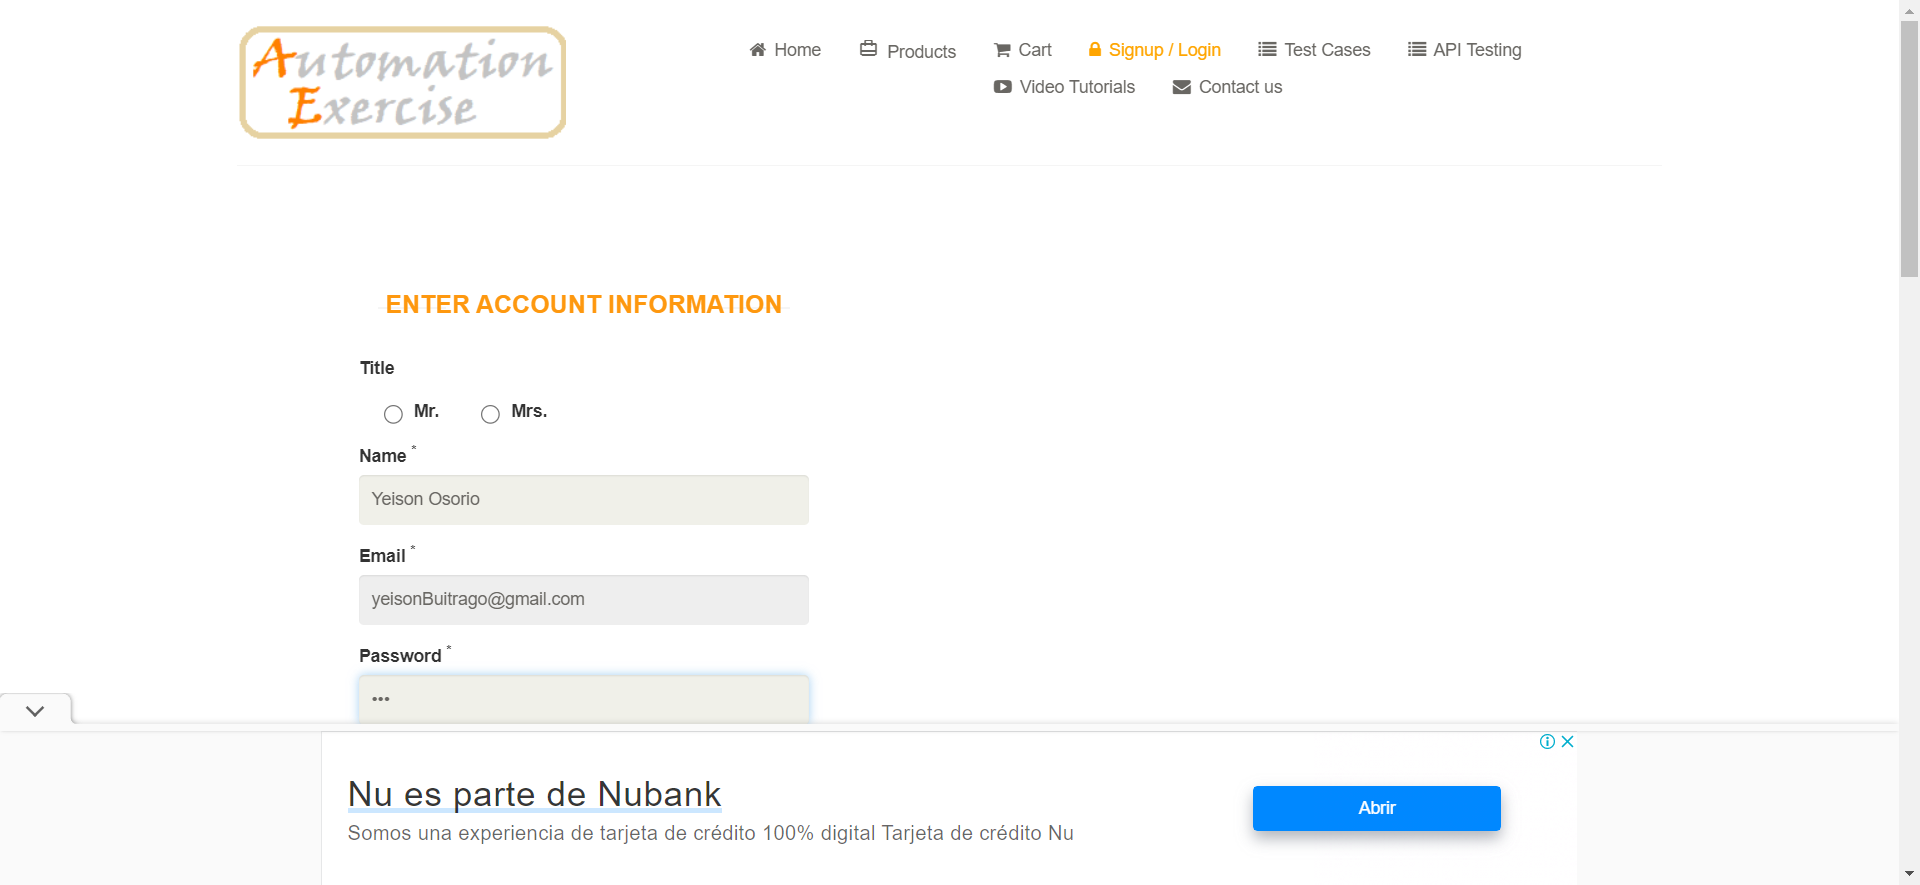 Automation
Exercise
Home
Products
Cart
Signup / Login
Test Cases
API Testing
Video Tutorials
Contact us
ENTER ACCOUNT INFORMATION
Title
Mr.
Mrs.
Name *
Yeison Osorio
Email *
yeisonBuitrago@gmail.com
Password *
•••
Nu es parte de Nubank
Somos una experiencia de tarjeta de crédito 100% digital Tarjeta de crédito Nu
Abrir